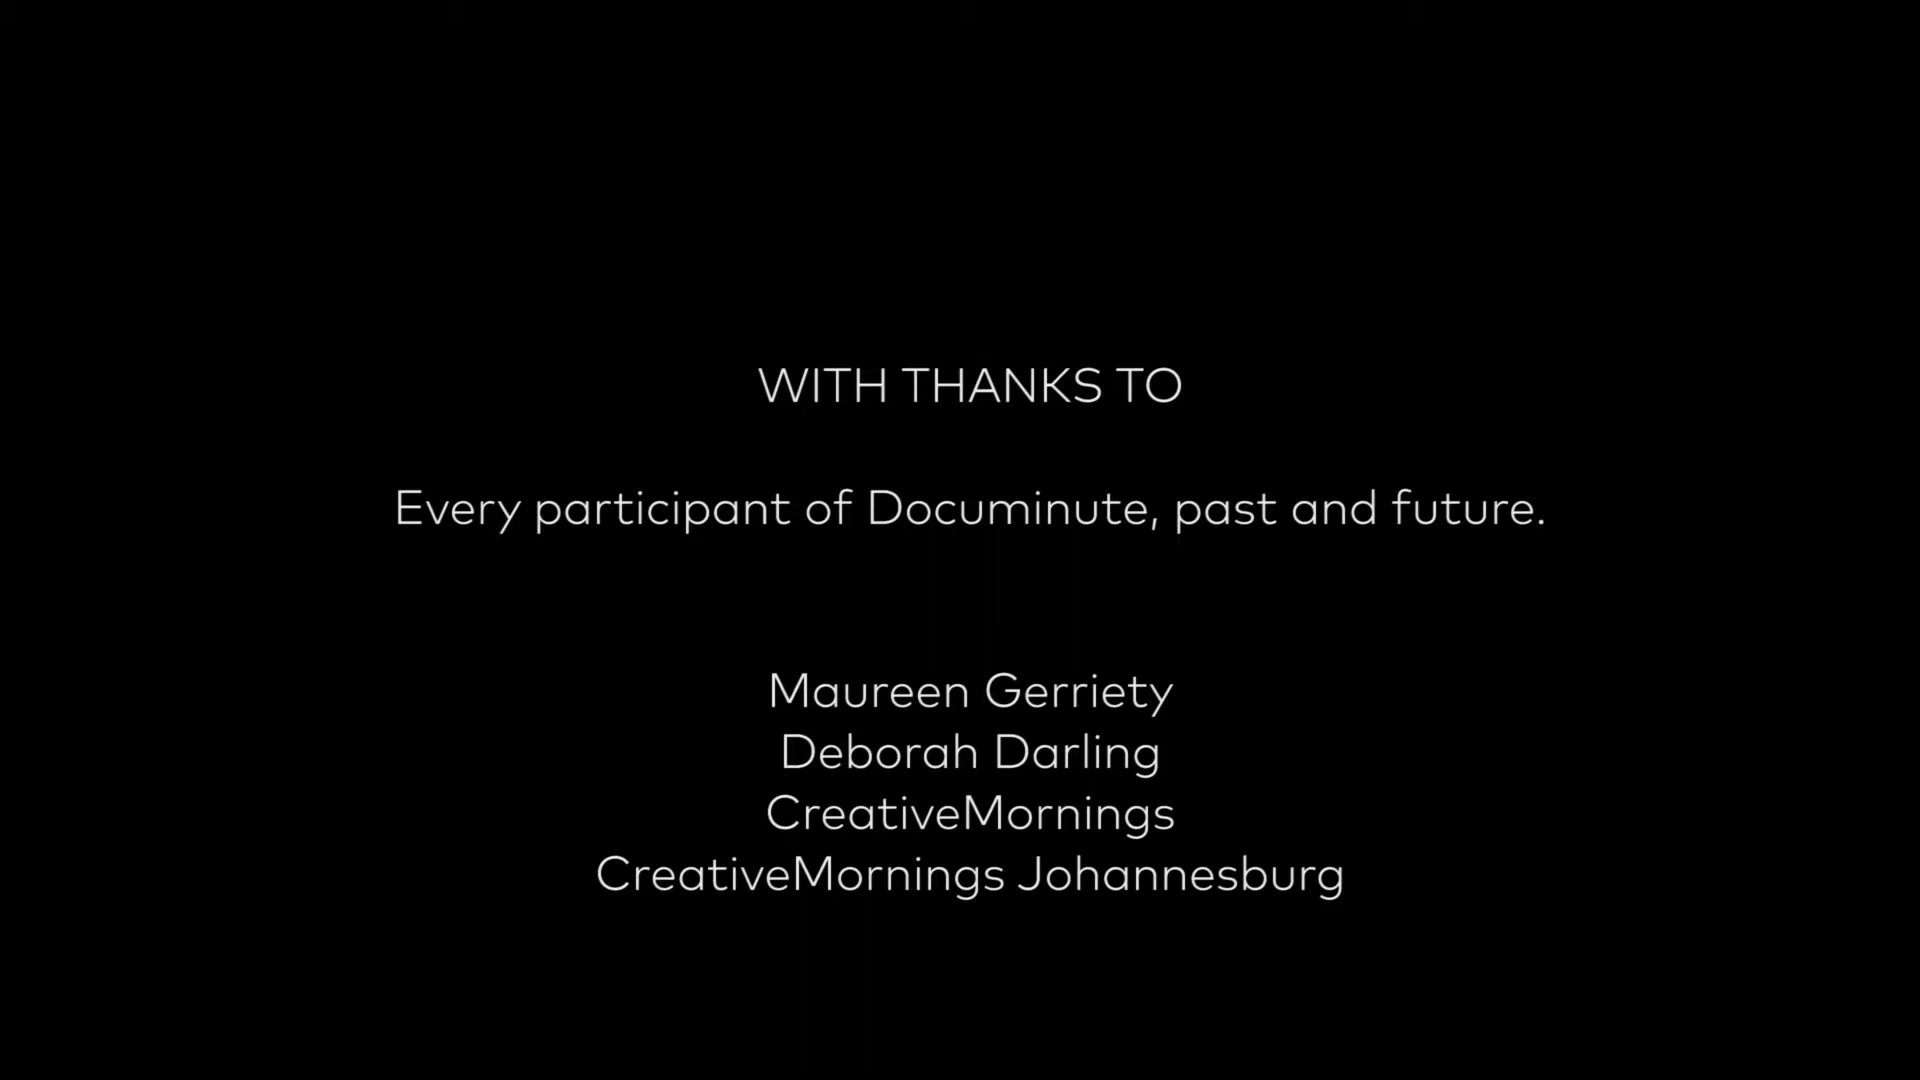 WITH THANKS TO
Every participant of Documinute, past and future.
Maureen Gerriety
Deborah Darling
CreativeMornings
CreativeMornings Johannesburg